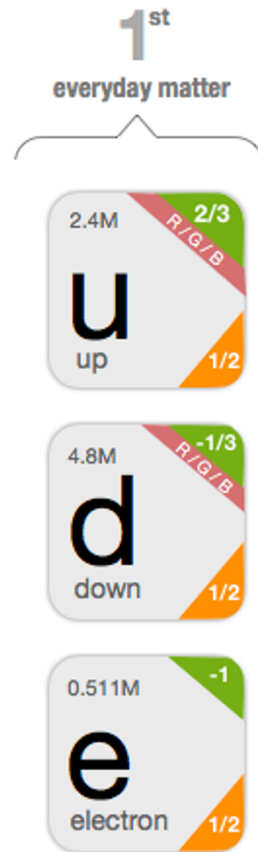 1st
everyday matter
2.4M
2/3
R/G/B
u
up
1/2
4.8M
-1/3
R/G/B
d
down
1/2
0.511M
-1
e
electron
1/2